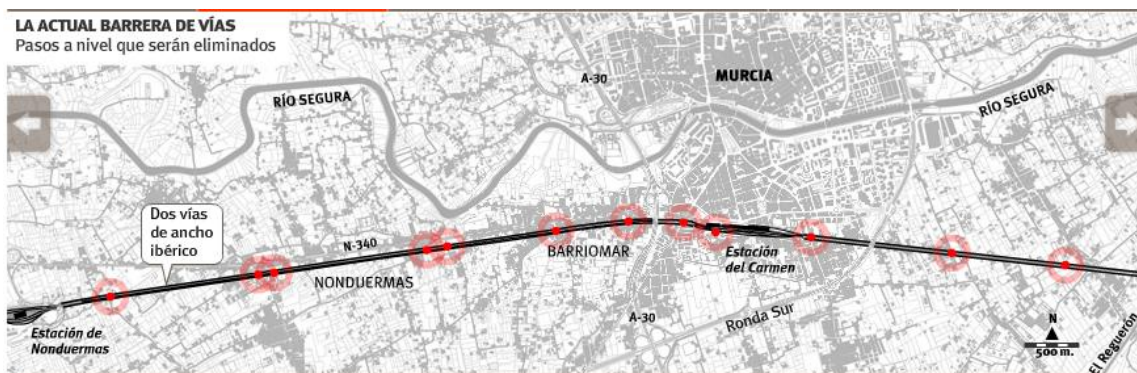 LA ACTUAL BARRERA DE VÍAS
Pasos a nivel que serán eliminados
A-30
MURCIA
RÍO SEGURA
RÍO SEGURA
Dos vías
de ancho
ibérico
N-340
BARRIOMAR
Estación
del Carmen
NONDUERMAS
Estación de
Nonduermas
A-30
Ronda Sur
N
500 m.
El Reguerón